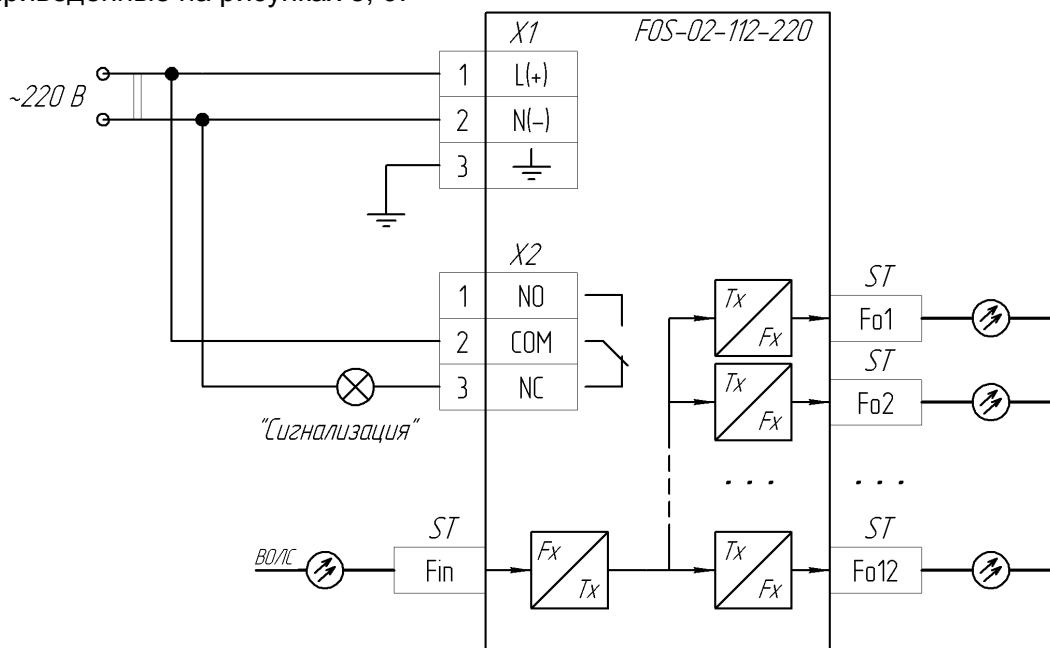 приведенные на рисунках 5, 6.
X1
F0S-02-112-220
~220 В
1 L(+)
2 N(-)
3
X2
1 NO
2 COM
3 NC
"Сигнализация"
ST
Tx
Fx
Fo1
ST
Tx
Fx
Fo2
. . .
. . .
ВОЛС
ST
Fin
Fx
Tx
Tx
Fx
ST
Fo12